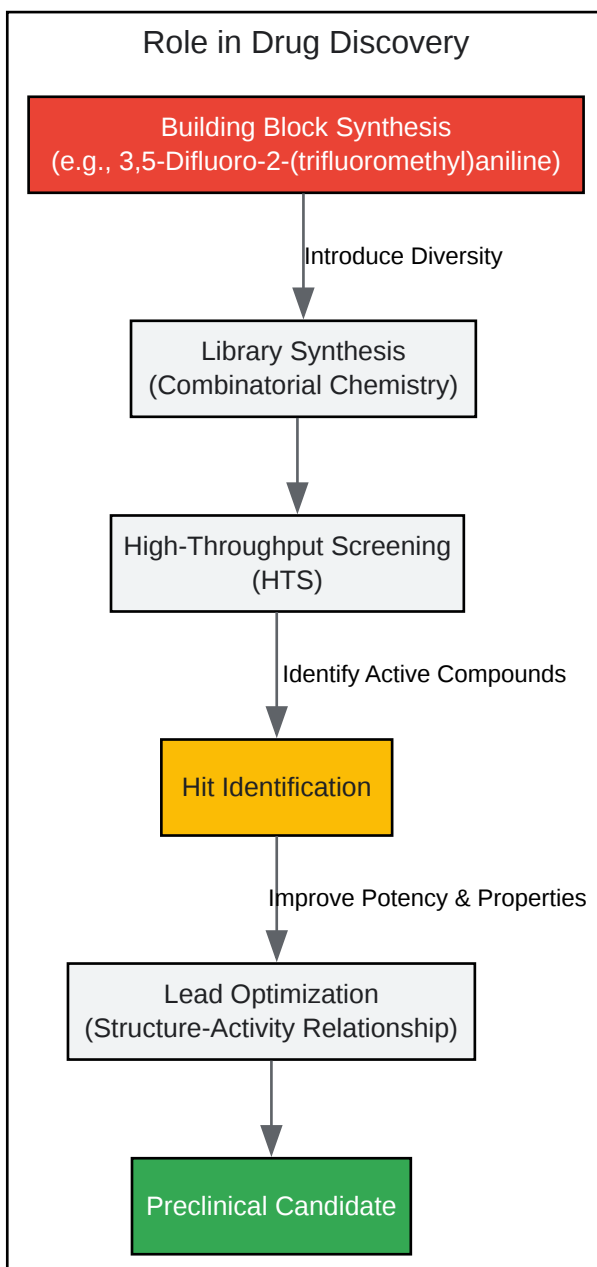 Role in Drug Discovery
Building Block Synthesis
(e.g., 3,5-Difluoro-2-(trifluoromethyl)aniline)
Introduce Diversity
Library Synthesis
(Combinatorial Chemistry)
High-Throughput Screening
(HTS)
Identify Active Compounds
Hit Identification
Improve Potency & Properties
Lead Optimization
(Structure-Activity Relationship)
Preclinical Candidate